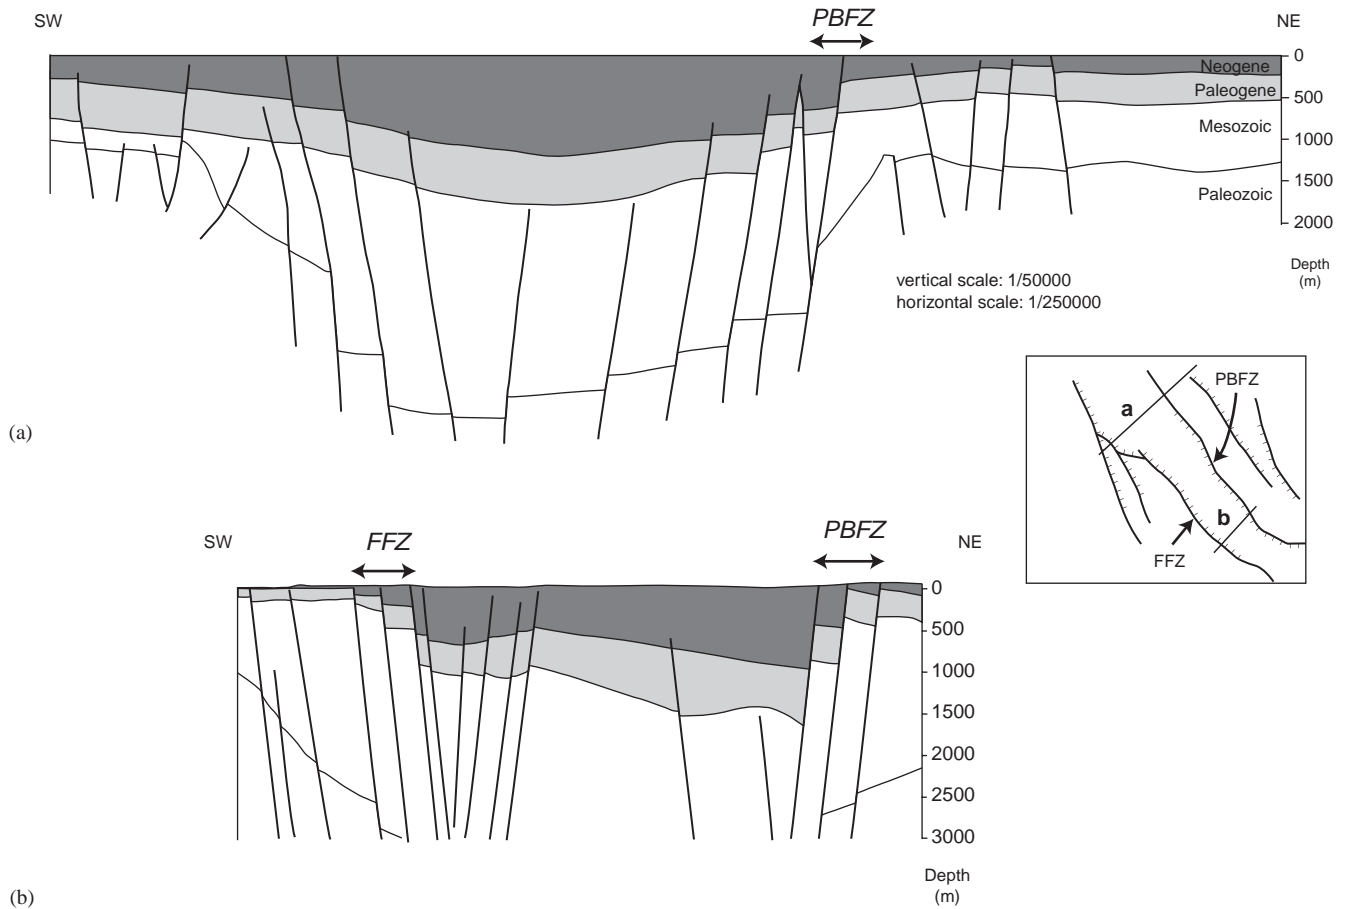 SW
PBFZ
NE
0
Neogene
Paleogene
500
Mesozoic
1000
1500
Paleozoic
2000
Depth
(m)
vertical scale: 1/50000
horizontal scale: 1/250000
PBFZ
a
b
FFZ
(a)
SW
FFZ
PBFZ
NE
0
500
1000
1500
2000
2500
3000
Depth
(m)
(b)